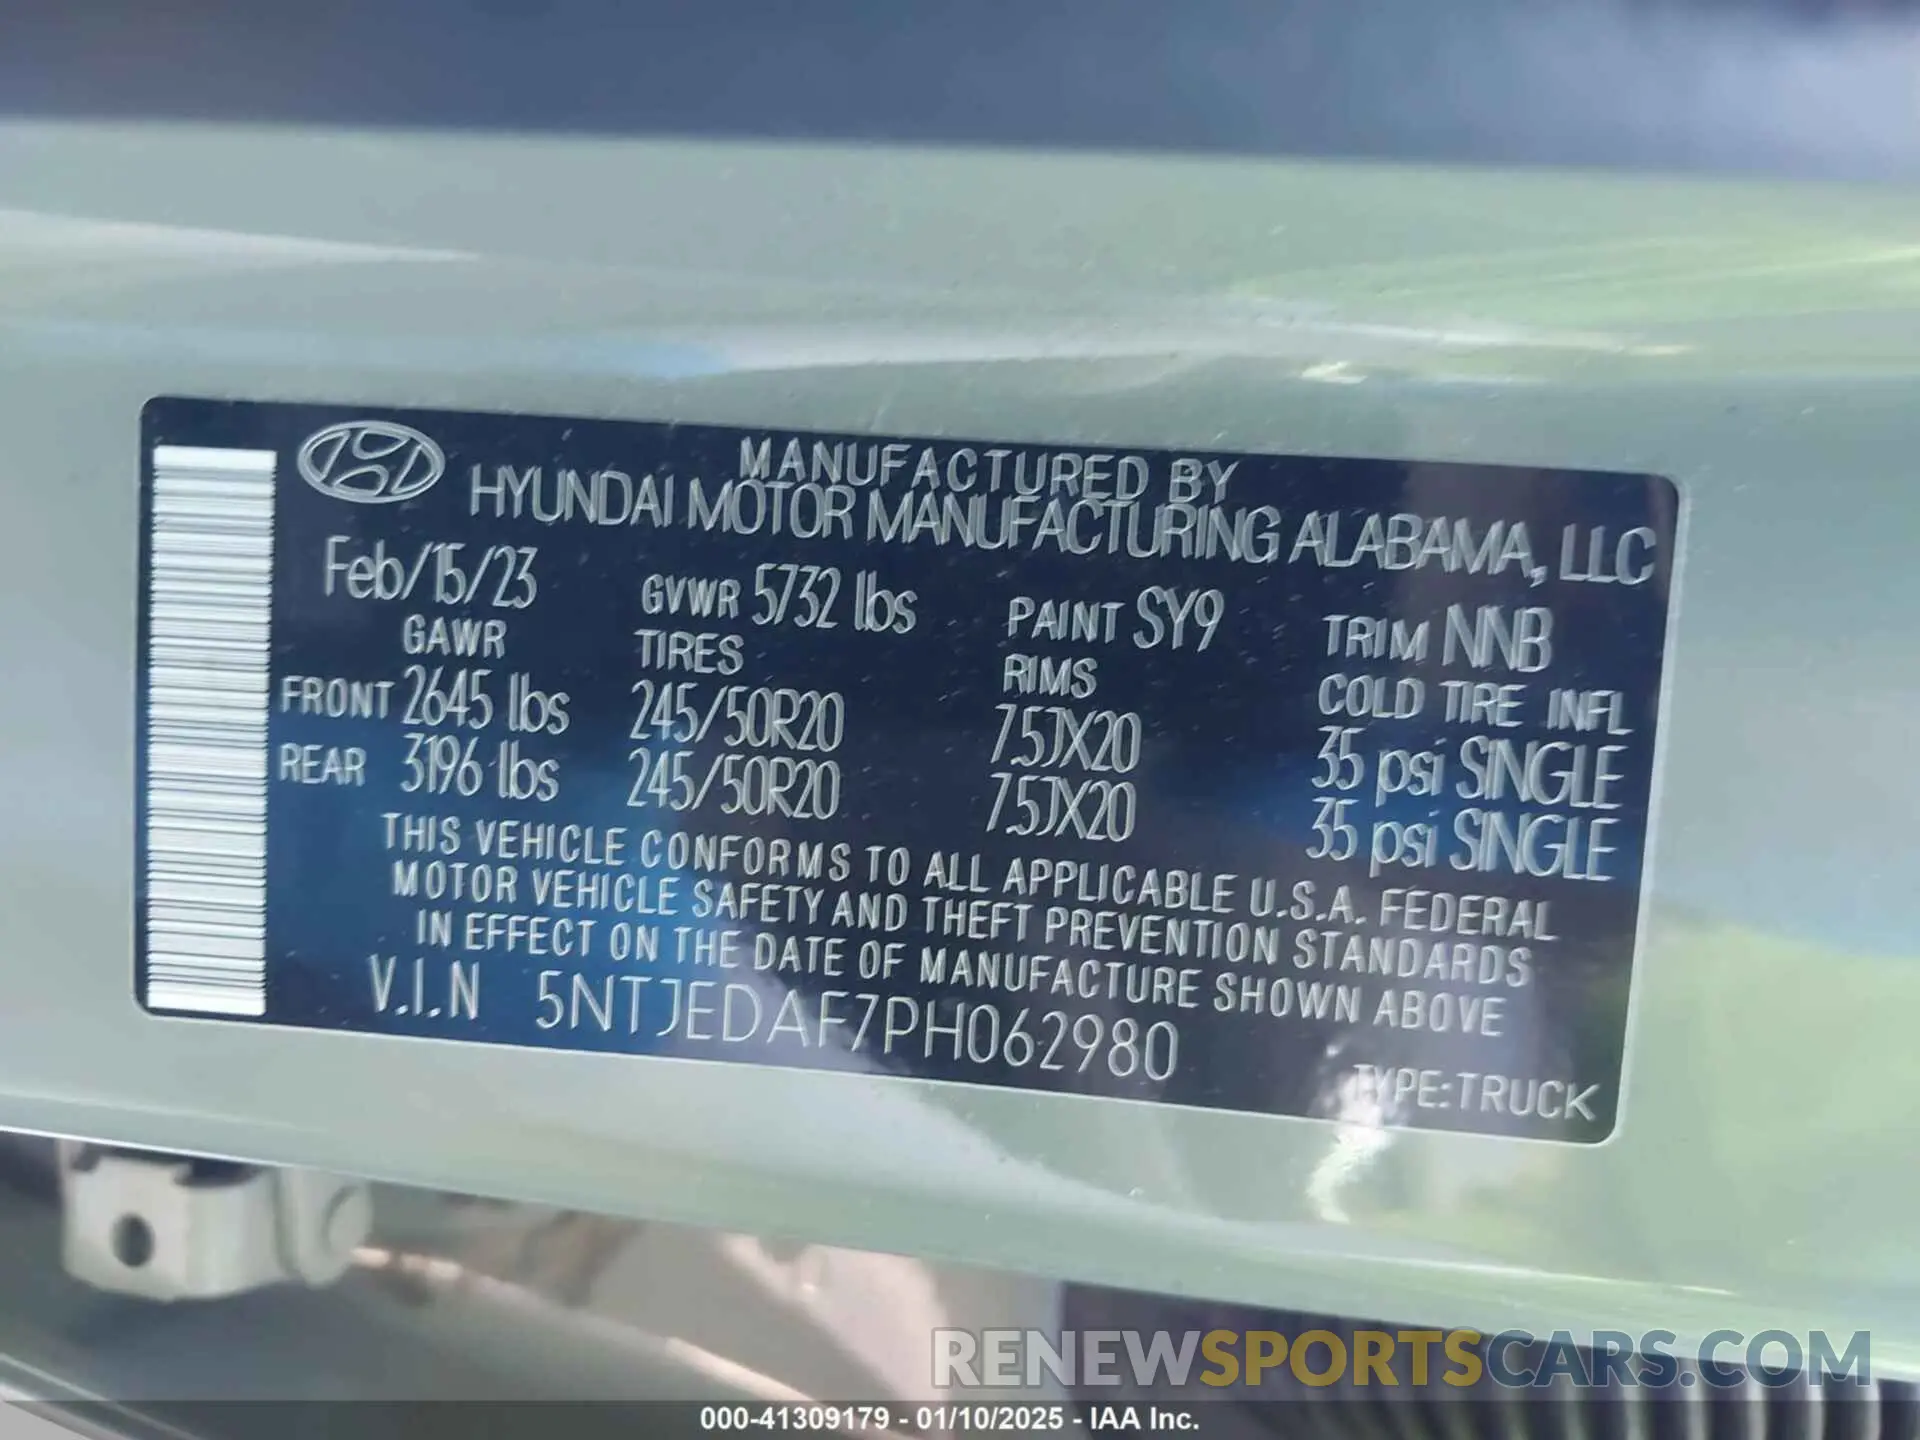 MANUFACTURED BY
HYUNDAI MOTOR MANUFACTURING ALABAMA, LLC
Feb/15/23 GVWR 5732 lbs PAINT SY9 TRIM NNB
GAWR TIRES RIMS COLD TIRE INFL
FRONT 2645 lbs 245/50R20 7.5JX20 35 psi SINGLE
REAR 3196 lbs 245/50R20 7.5JX20 35 psi SINGLE
THIS VEHICLE CONFORMS TO ALL APPLICABLE U.S.A. FEDERAL
MOTOR VEHICLE SAFETY AND THEFT PREVENTION STANDARDS
IN EFFECT ON THE DATE OF MANUFACTURE SHOWN ABOVE
V.I.N 5NTJEDAF7PH062980
TYPE:TRUCK
RENEWSPORTSCARS.COM
000-41309179 - 01/10/2025 - IAA Inc.